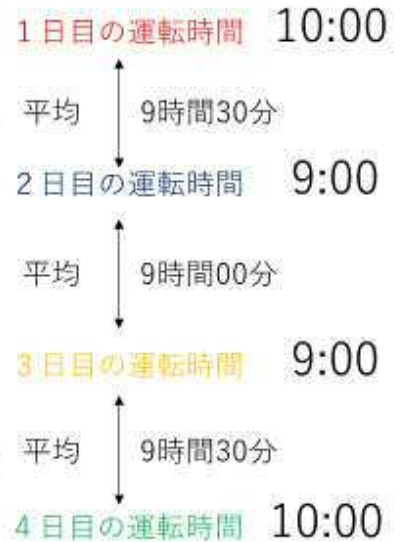 1日目の運転時間 10:00
平均 9時間30分
2日目の運転時間 9:00
平均 9時間00分
3日目の運転時間 9:00
平均 9時間30分
4日目の運転時間 10:00